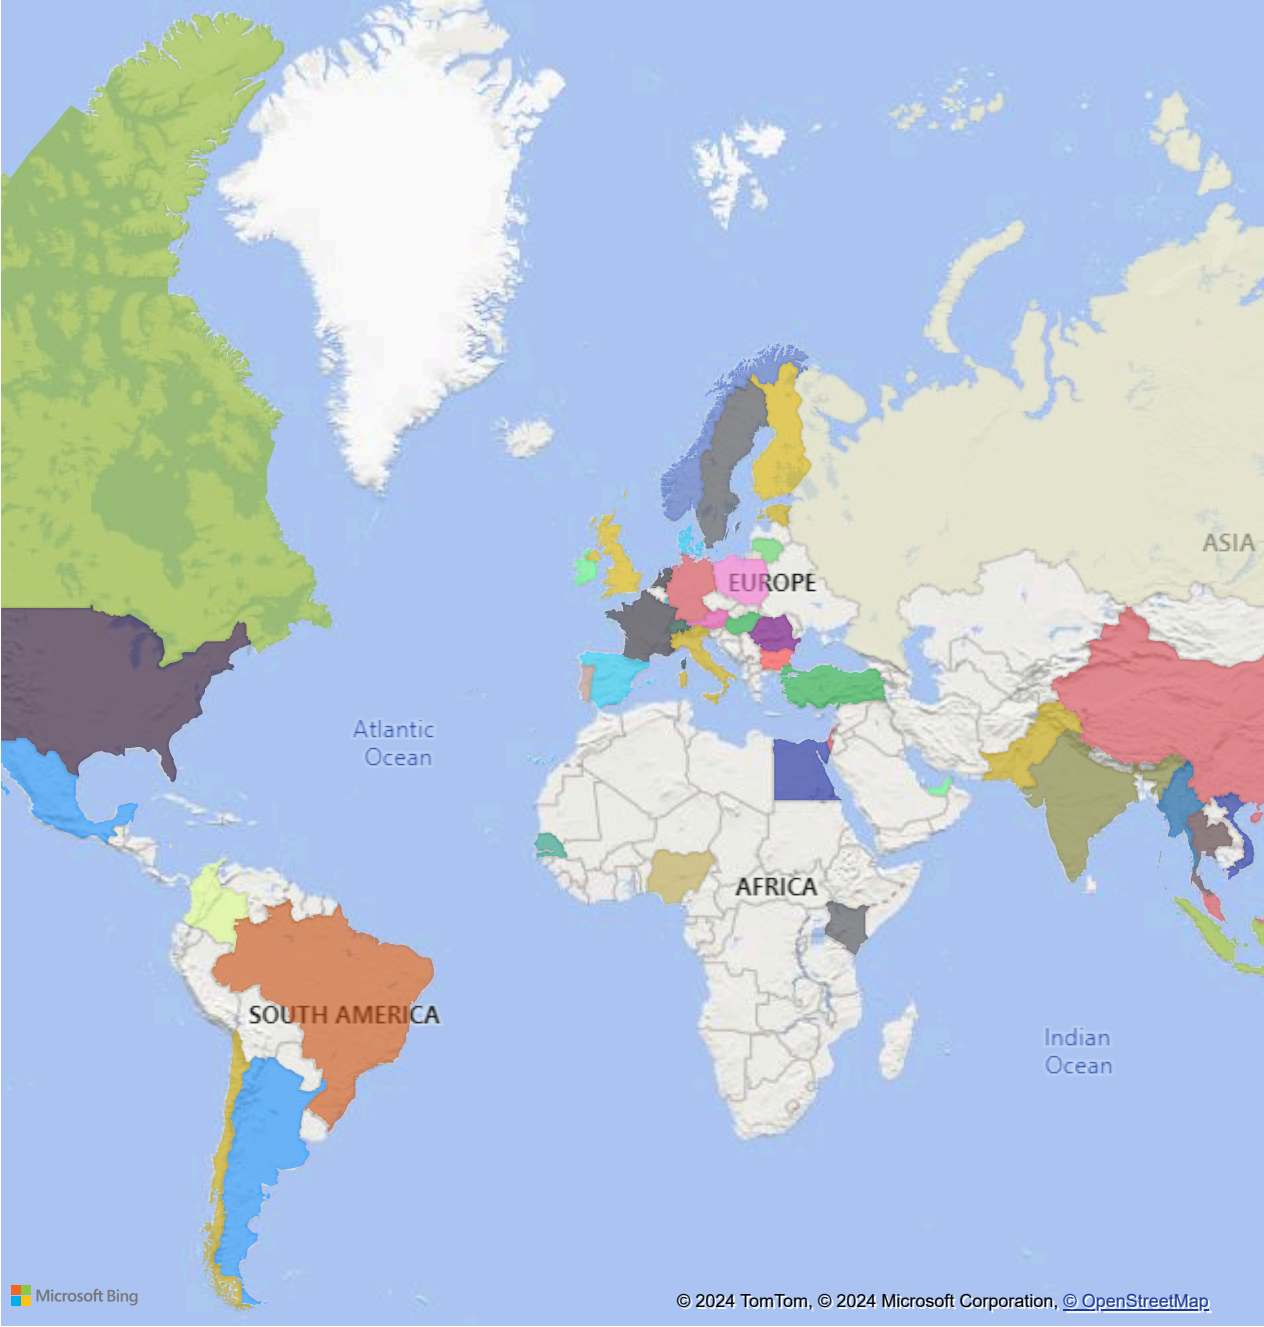 ASIA
EUROPE
Atlantic
Ocean
AFRICA
SOUTH AMERICA
Indian
Ocean
Microsoft Bing
© 2024 TomTom, © 2024 Microsoft Corporation, © OpenStreetMap